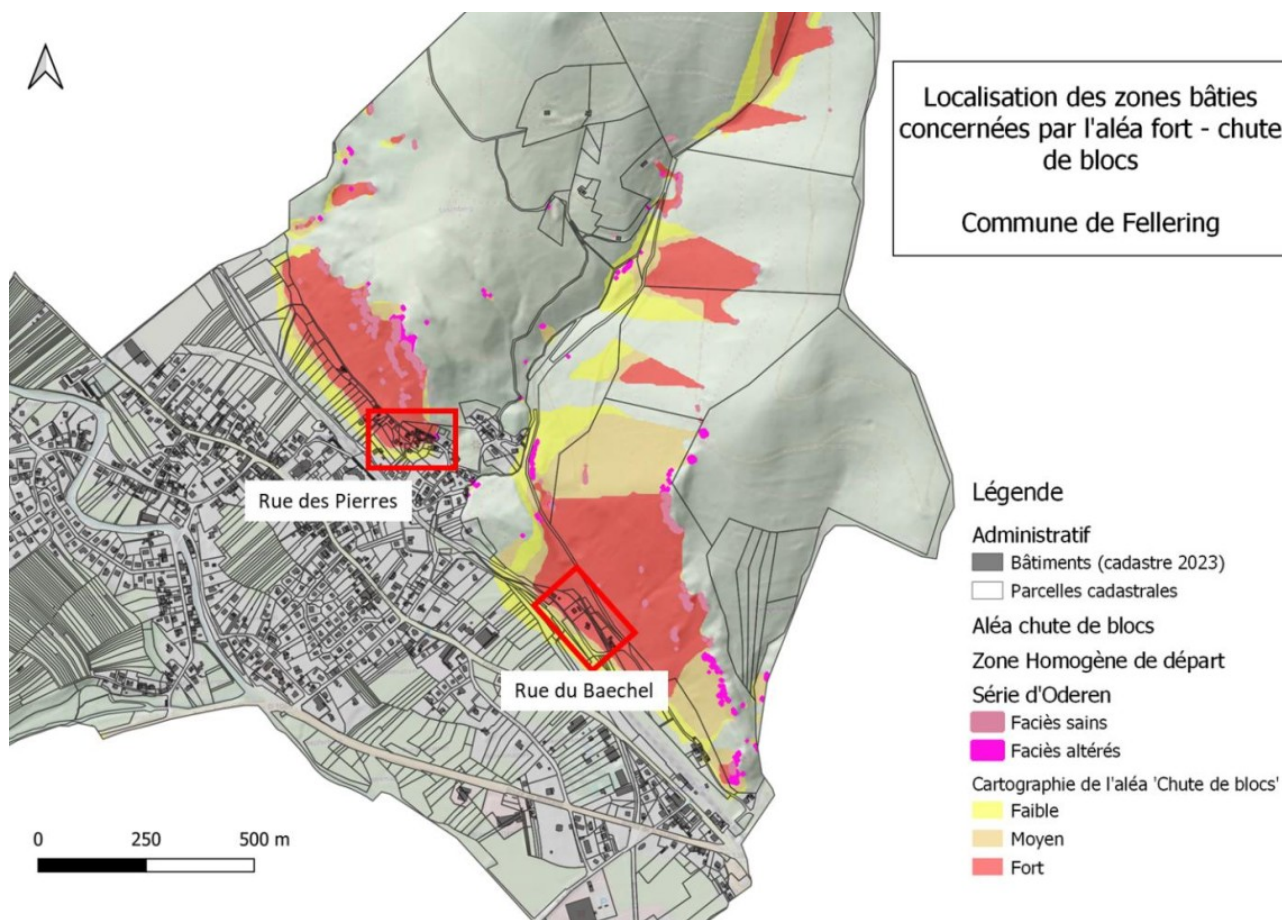 Localisation des zones bâties
concernées par l'aléa fort - chute
de blocs
Commune de Fellering
Rue des Pierres
Rue du Baechel
Légende
Administratif
Bâtiments (cadastre 2023)
Parcelles cadastrales
Aléa chute de blocs
Zone Homogène de départ
Série d'Oderen
Faciès sains
Faciès altérés
Cartographie de l'aléa 'Chute de blocs'
Faible
Moyen
Fort
0 250 500 m